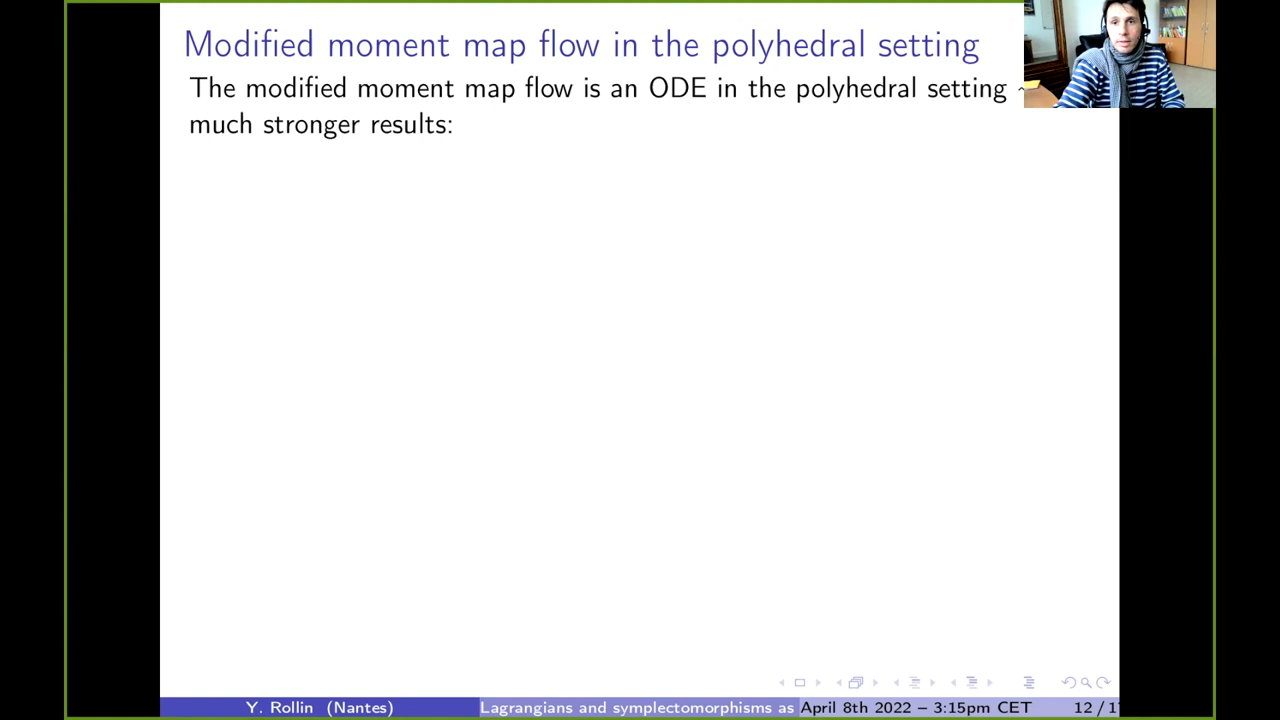 Modified moment map flow in the polyhedral setting
The modified moment map flow is an ODE in the polyhedral setting
much stronger results:
Y. Rollin (Nantes) Lagrangians and symplectomorphisms as April 8th 2022 – 3:15pm CET 12 / 1